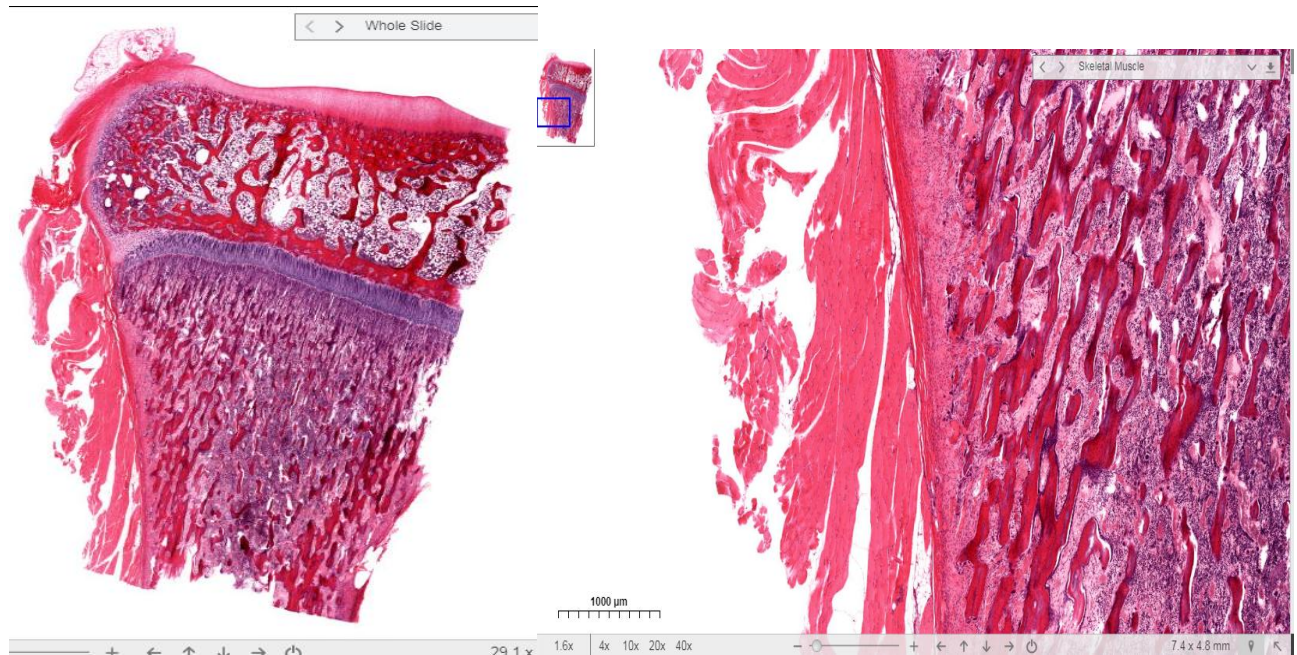 Whole Slide
29.1 x
Skeletal Muscle
1000 µm
1.6x 4x 10x 20x 40x
7.4 x 4.8 mm